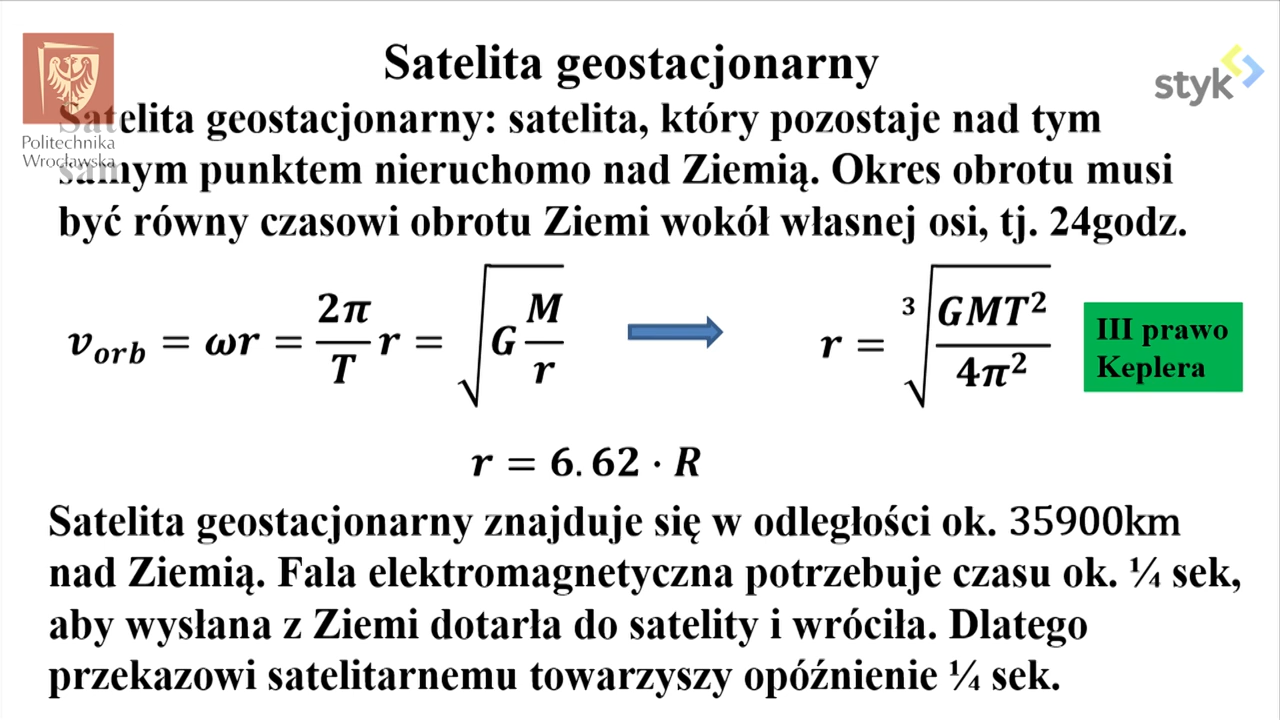 Satelita geostacjonarny
styk
Politechnika
Wrocławska
Satelita geostacjonarny: satelita, który pozostaje nad tym
samym punktem nieruchomo nad Ziemią. Okres obrotu musi
być równy czasowi obrotu Ziemi wokół własnej osi, tj. 24godz.
v_orb = ωr = 2π/T r = √(G M/r) → r = ∛(GMT²/4π²)
III prawo
Keplera
r = 6.62 · R
Satelita geostacjonarny znajduje się w odległości ok. 35900km
nad Ziemią. Fala elektromagnetyczna potrzebuje czasu ok. ¼ sek,
aby wysłana z Ziemi dotarła do satelity i wróciła. Dlatego
przekazowi satelitarnemu towarzyszy opóźnienie ¼ sek.